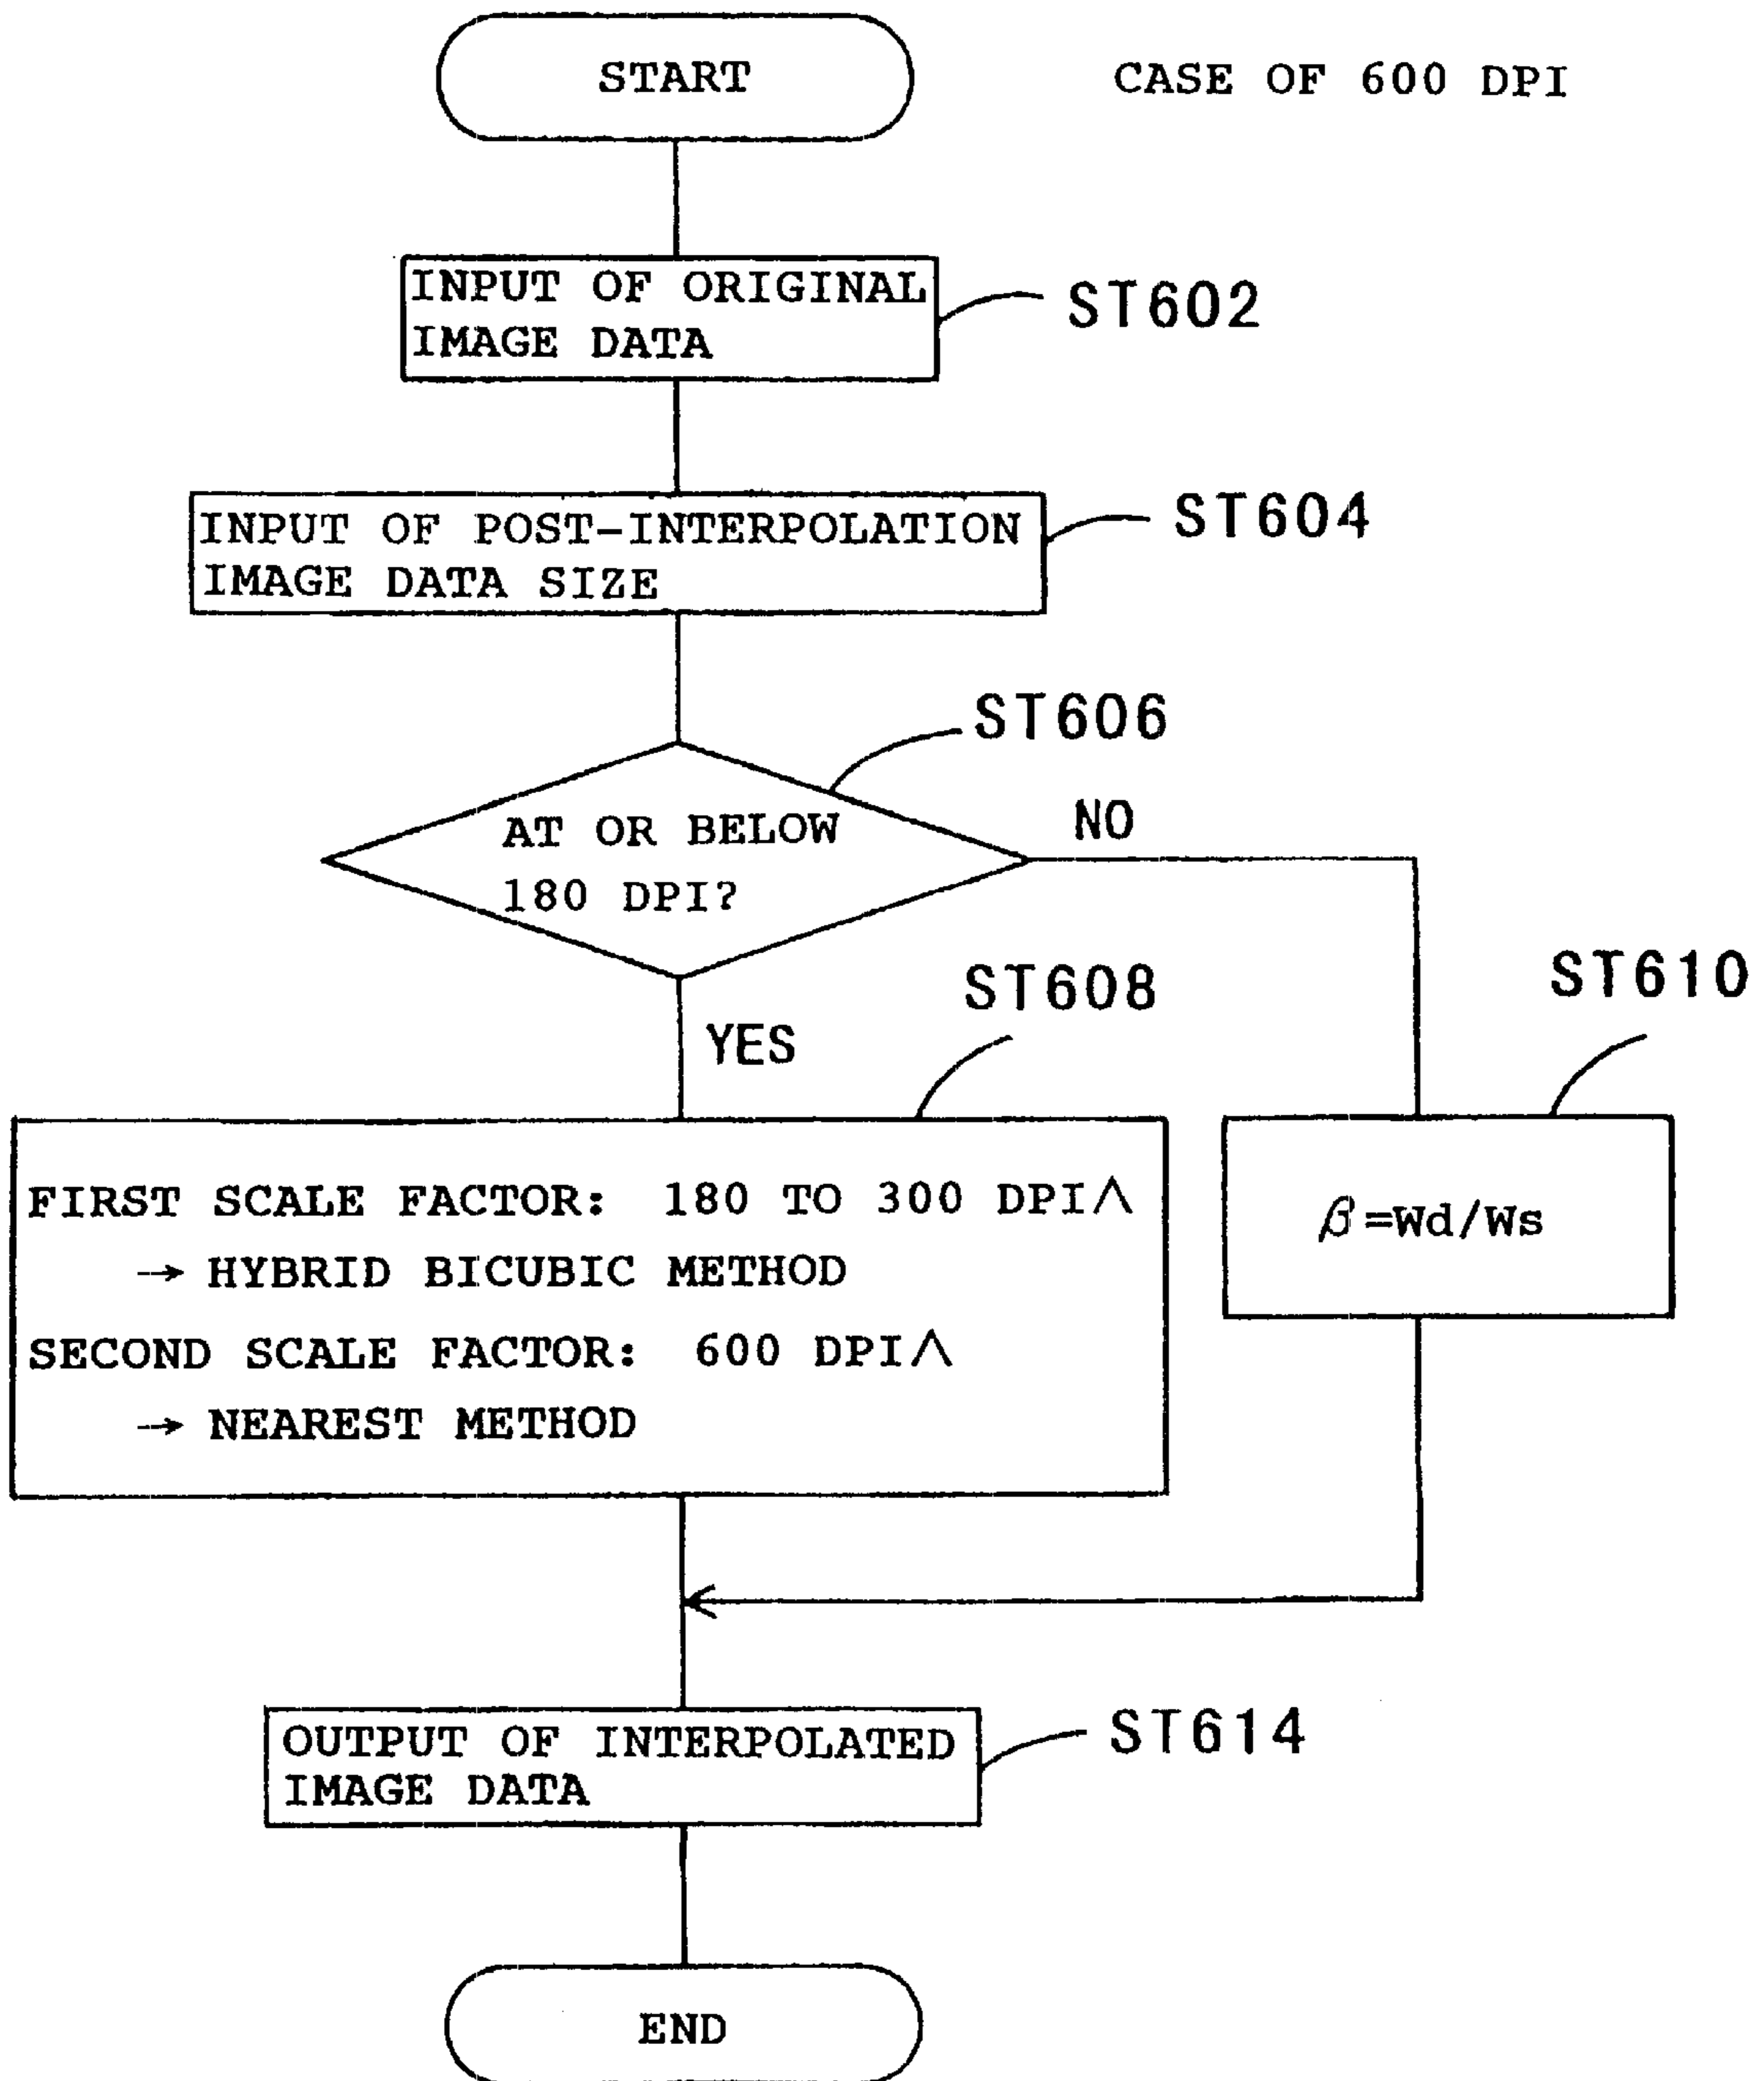 START
CASE OF 600 DPI
INPUT OF ORIGINAL
IMAGE DATA
ST602
INPUT OF POST-INTERPOLATION
IMAGE DATA SIZE
ST604
ST606
AT OR BELOW
180 DPI?
NO
YES
ST608
ST610
FIRST SCALE FACTOR: 180 TO 300 DPI∧
→ HYBRID BICUBIC METHOD
SECOND SCALE FACTOR: 600 DPI∧
→ NEAREST METHOD
β=Wd/Ws
OUTPUT OF INTERPOLATED
IMAGE DATA
ST614
END